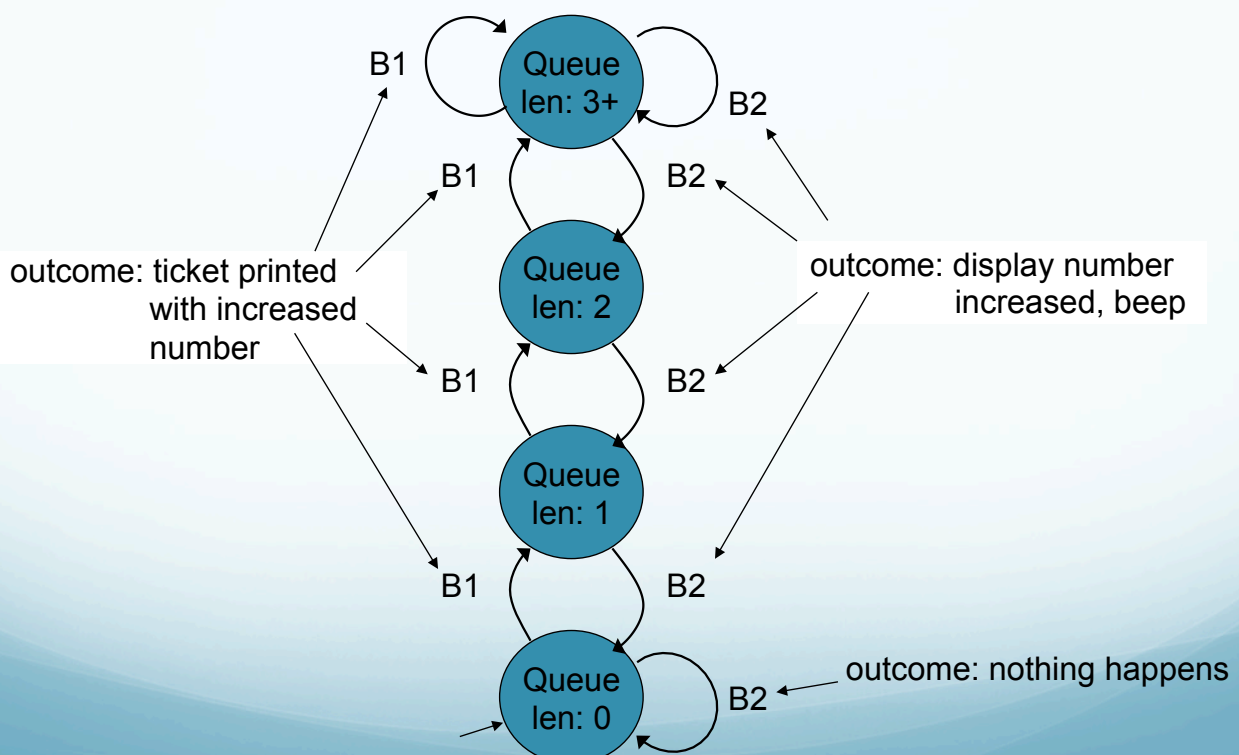 B1
Queue
len: 3+
B2
B1
B2
outcome: ticket printed
with increased
number
Queue
len: 2
outcome: display number
increased, beep
B1
B2
Queue
len: 1
B1
B2
Queue
len: 0
B2
outcome: nothing happens